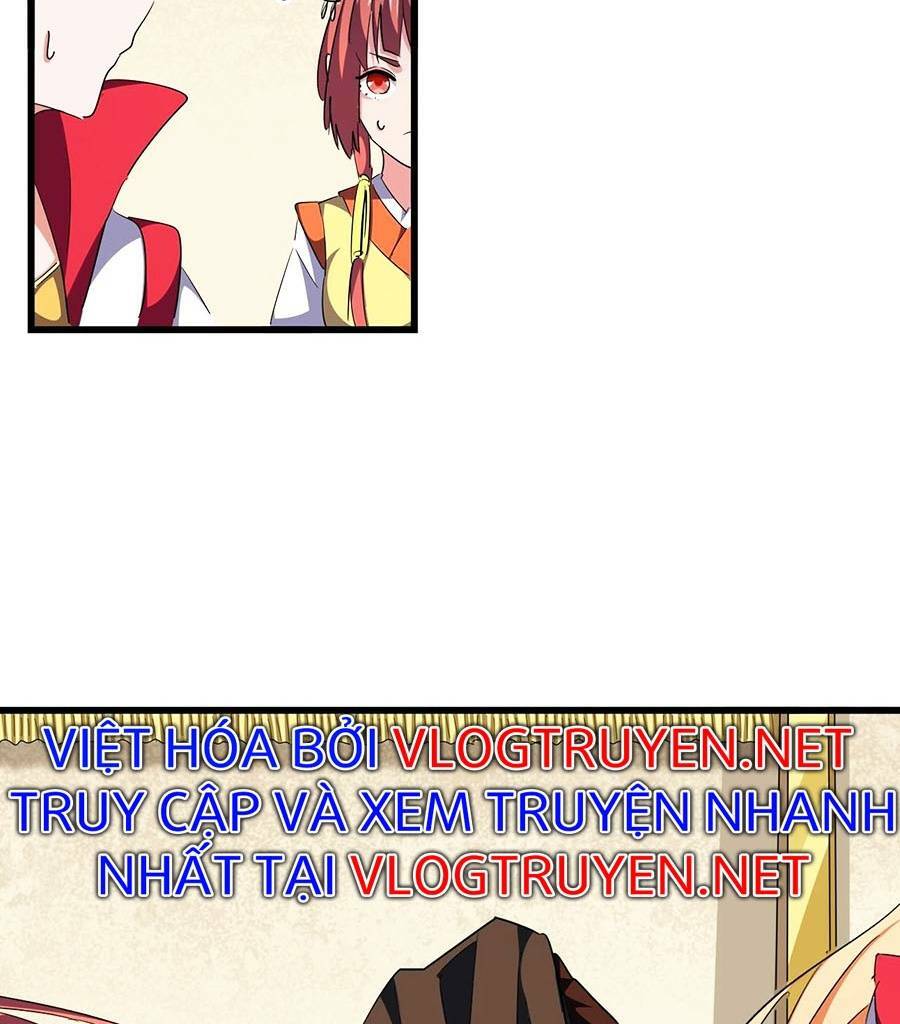 VIỆT HÓA BỞI VLOGTRUYEN.NET
TRUY CẬP VÀ XEM TRUYỆN NHANH
NHẤT TẠI VLOGTRUYEN.NET